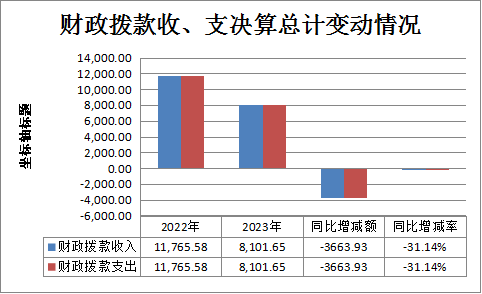 财政拨款收、支决算总计变动情况
坐标轴标题
14,000.00
12,000.00
10,000.00
8,000.00
6,000.00
4,000.00
2,000.00
0.00
-2,000.00
-4,000.00
-6,000.00
2022年 2023年 同比增减额 同比增减率
财政拨款收入 11,765.58 8,101.65 -3663.93 -31.14%
财政拨款支出 11,765.58 8,101.65 -3663.93 -31.14%